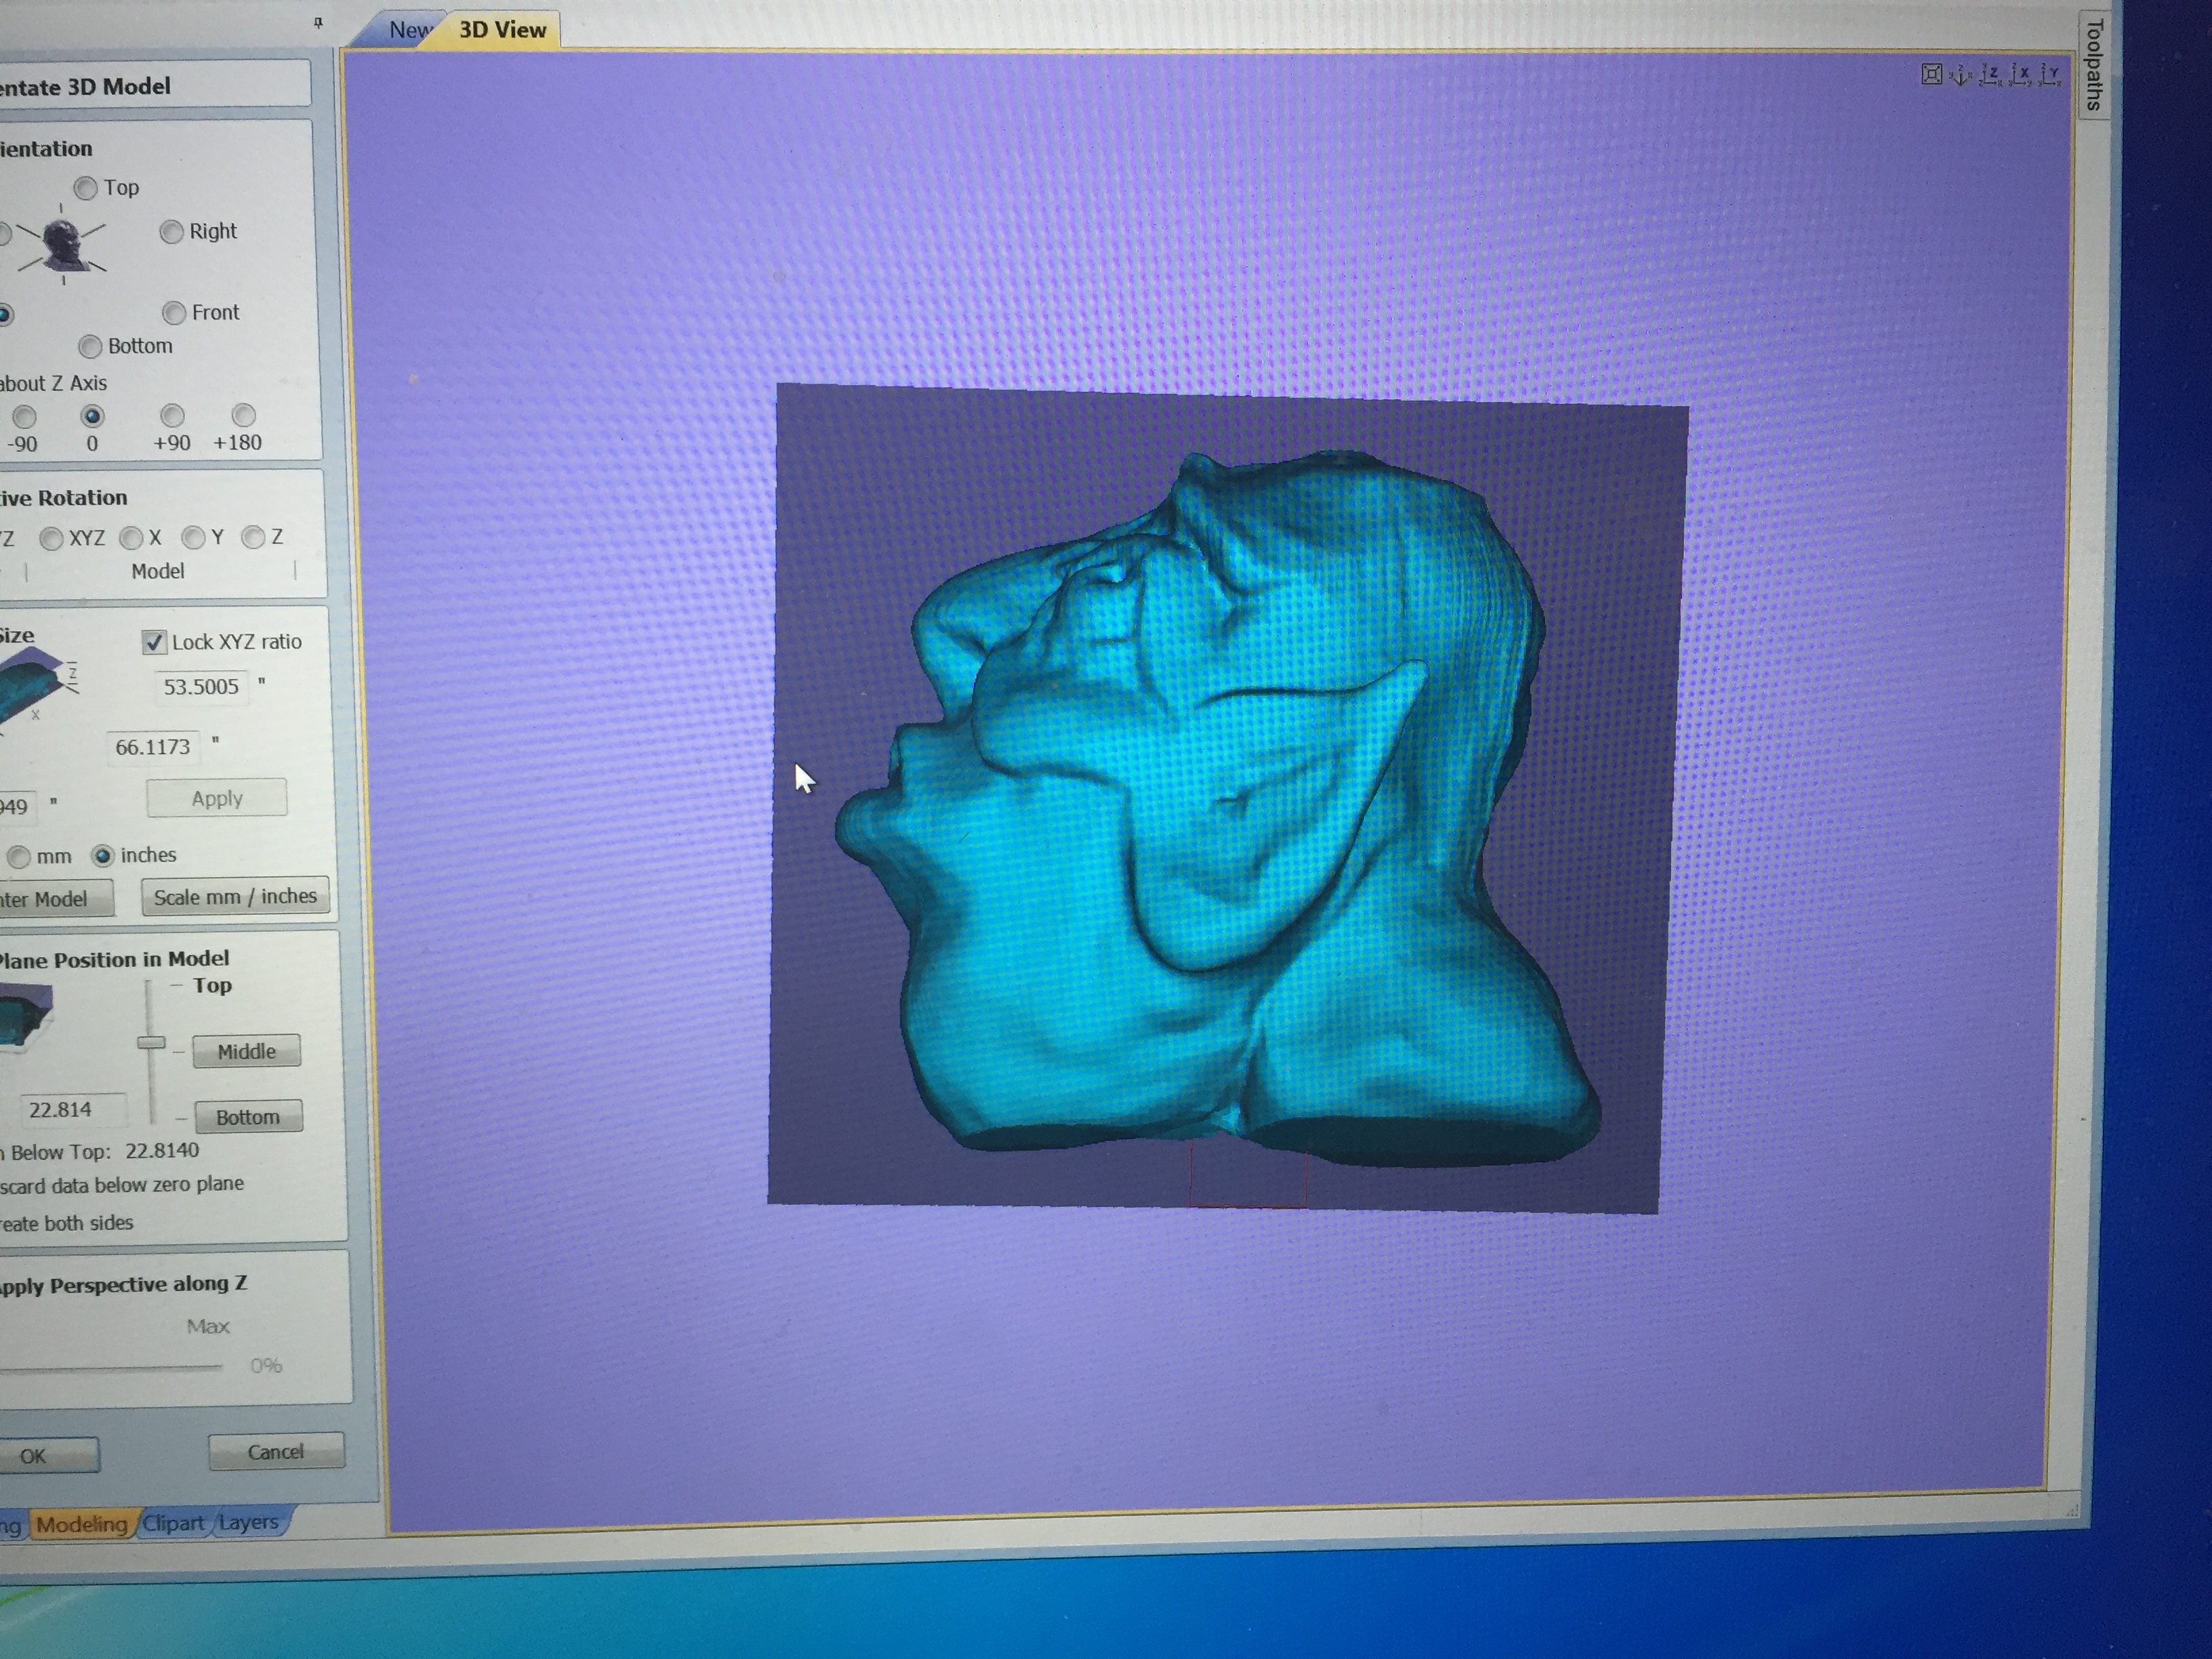 New
3D View
Toolpaths
entate 3D Model
ientation
Top
Right
Front
Bottom
about Z Axis
-90 0 +90 +180
ive Rotation
YZ XYZ X Y Z
Model
Size
Lock XYZ ratio
Z
X
53.5005 "
66.1173 "
949 "
Apply
mm inches
nter Model Scale mm / inches
Plane Position in Model
Top
Middle
22.814
Bottom
n Below Top: 22.8140
scard data below zero plane
reate both sides
Apply Perspective along Z
Max
0%
OK Cancel
ng Modeling Clipart Layers